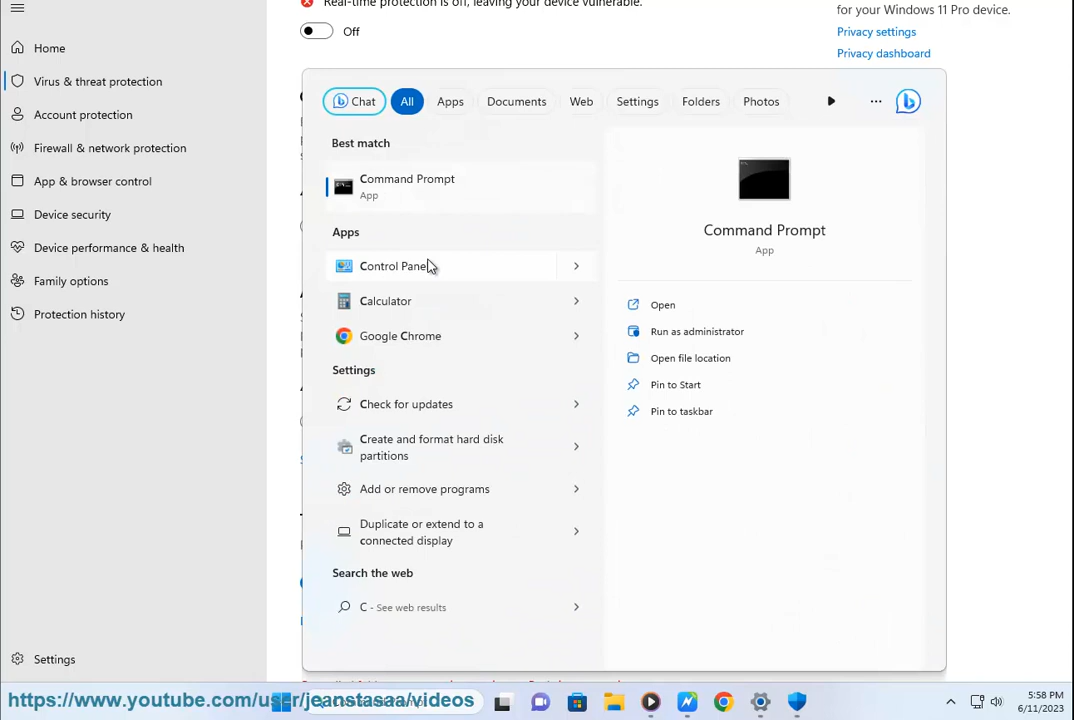 Real-time protection is off, leaving your device vulnerable.
Off
for your Windows 11 Pro device.
Privacy settings
Privacy dashboard
Home
Virus & threat protection
Account protection
Firewall & network protection
App & browser control
Device security
Device performance & health
Family options
Protection history
Settings
Chat
All
Apps
Documents
Web
Settings
Folders
Photos
Best match
Command Prompt
App
Apps
Control Panel
Calculator
Google Chrome
Settings
Check for updates
Create and format hard disk
partitions
Add or remove programs
Duplicate or extend to a
connected display
Search the web
C - See web results
Command Prompt
App
Open
Run as administrator
Open file location
Pin to Start
Pin to taskbar
https://www.youtube.com/user/jeanstasaa/videos
5:58 PM
6/11/2023